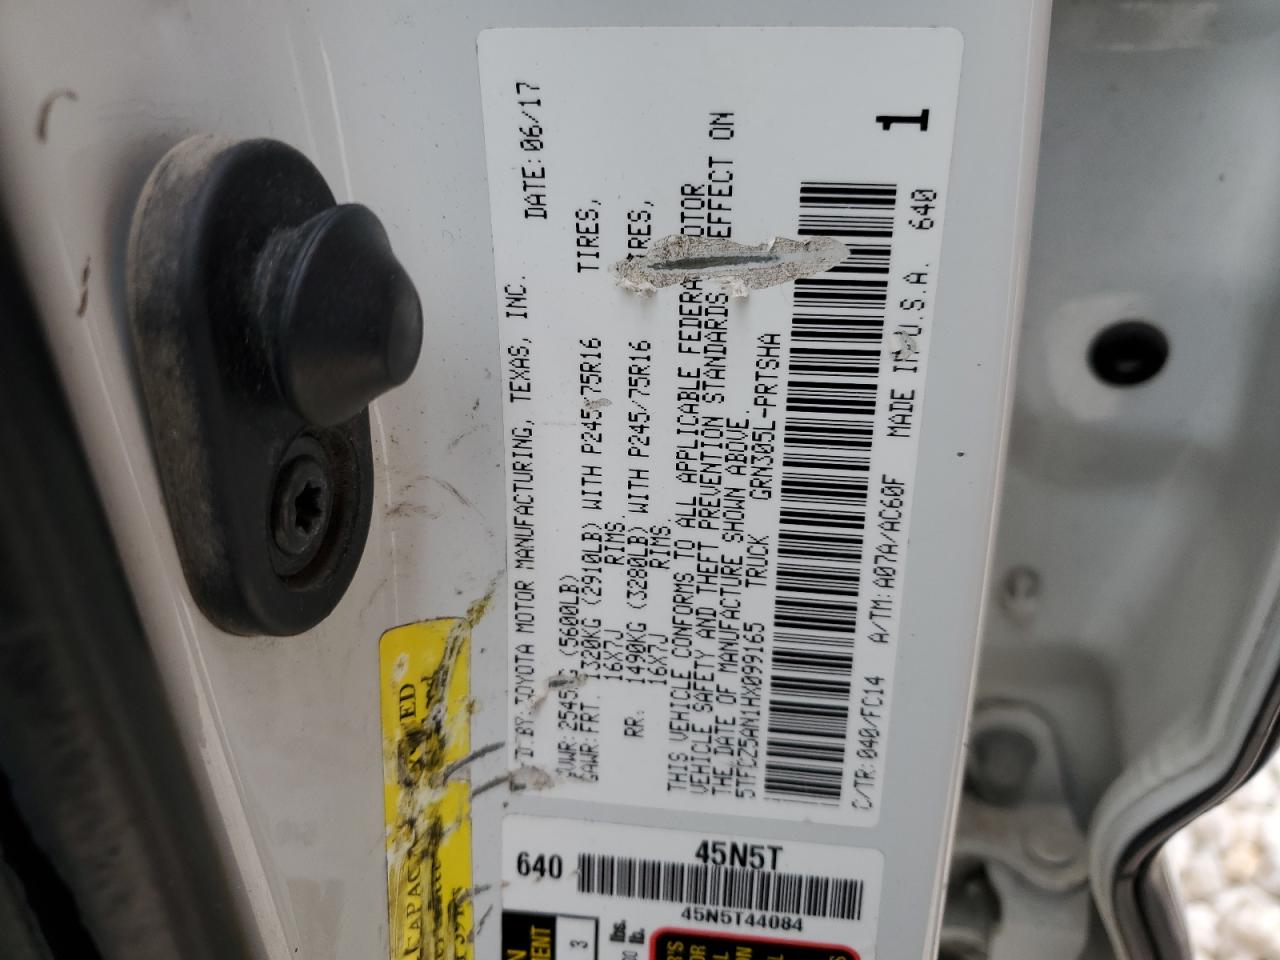 T'D BY: TOYOTA MOTOR MANUFACTURING, TEXAS, INC. DATE: 06/17
GVWR: 2545KG (5600LB)
GAWR: FRT. 1320KG (2910LB) WITH P245/75R16 TIRES,
16X7J RIMS.
RR. 1490KG (3280LB) WITH P245/75R16 TIRES,
16X7J RIMS.
THIS VEHICLE CONFORMS TO ALL APPLICABLE FEDERAL MOTOR
VEHICLE SAFETY AND THEFT PREVENTION STANDARDS EFFECT ON
THE DATE OF MANUFACTURE SHOWN ABOVE.
5TFCZ5AN1HX099165 TRUCK GRN305L-PRTSHA
1
C/TR: 040/FC14 A/TM: A07A/AC60F MADE IN U.S.A. 640
45N5T
640
45N5T44084
3
lbs.
lb.